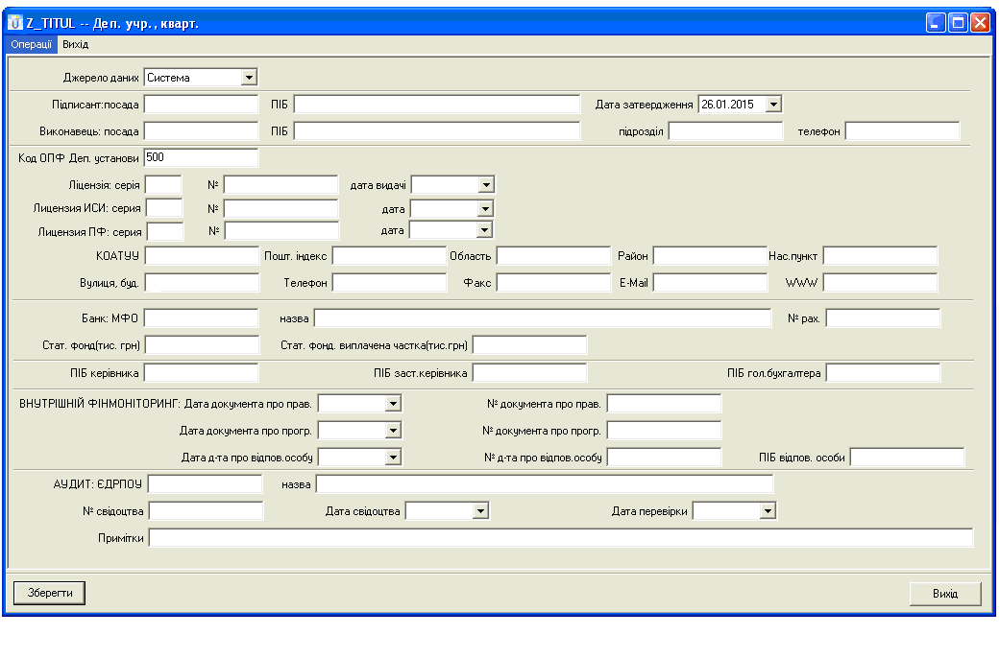 Z_TITUL -- Деп. учр., кварт.
Операції Вихід
Джерело даних Система
Підписант:посада ПІБ Дата затвердження 26.01.2015
Виконавець: посада ПІБ підрозділ телефон
Код ОПФ Деп. установи 500
Ліцензія: серія № дата видачі
Лицензия ИСИ: серия № дата
Лицензия ПФ: серия № дата
КОАТУУ Пошт. індекс Область Район Нас.пункт
Вулиця, буд. Телефон Факс E-Mail WWW
Банк: МФО назва № рах.
Стат. фонд(тис. грн) Стат. фонд. виплачена частка(тис.грн)
ПІБ керівника ПІБ заст.керівника ПІБ гол.бухгалтера
ВНУТРІШНІЙ ФІНМОНІТОРИНГ: Дата документа про прав. № документа про прав.
Дата документа про прогр. № документа про прогр.
Дата д-та про відпов.особу № д-та про відпов.особу ПІБ відпов. особи
АУДИТ: ЄДРПОУ назва
№ свідоцтва Дата свідоцтва Дата перевірки
Примітки
Зберегти Вихід